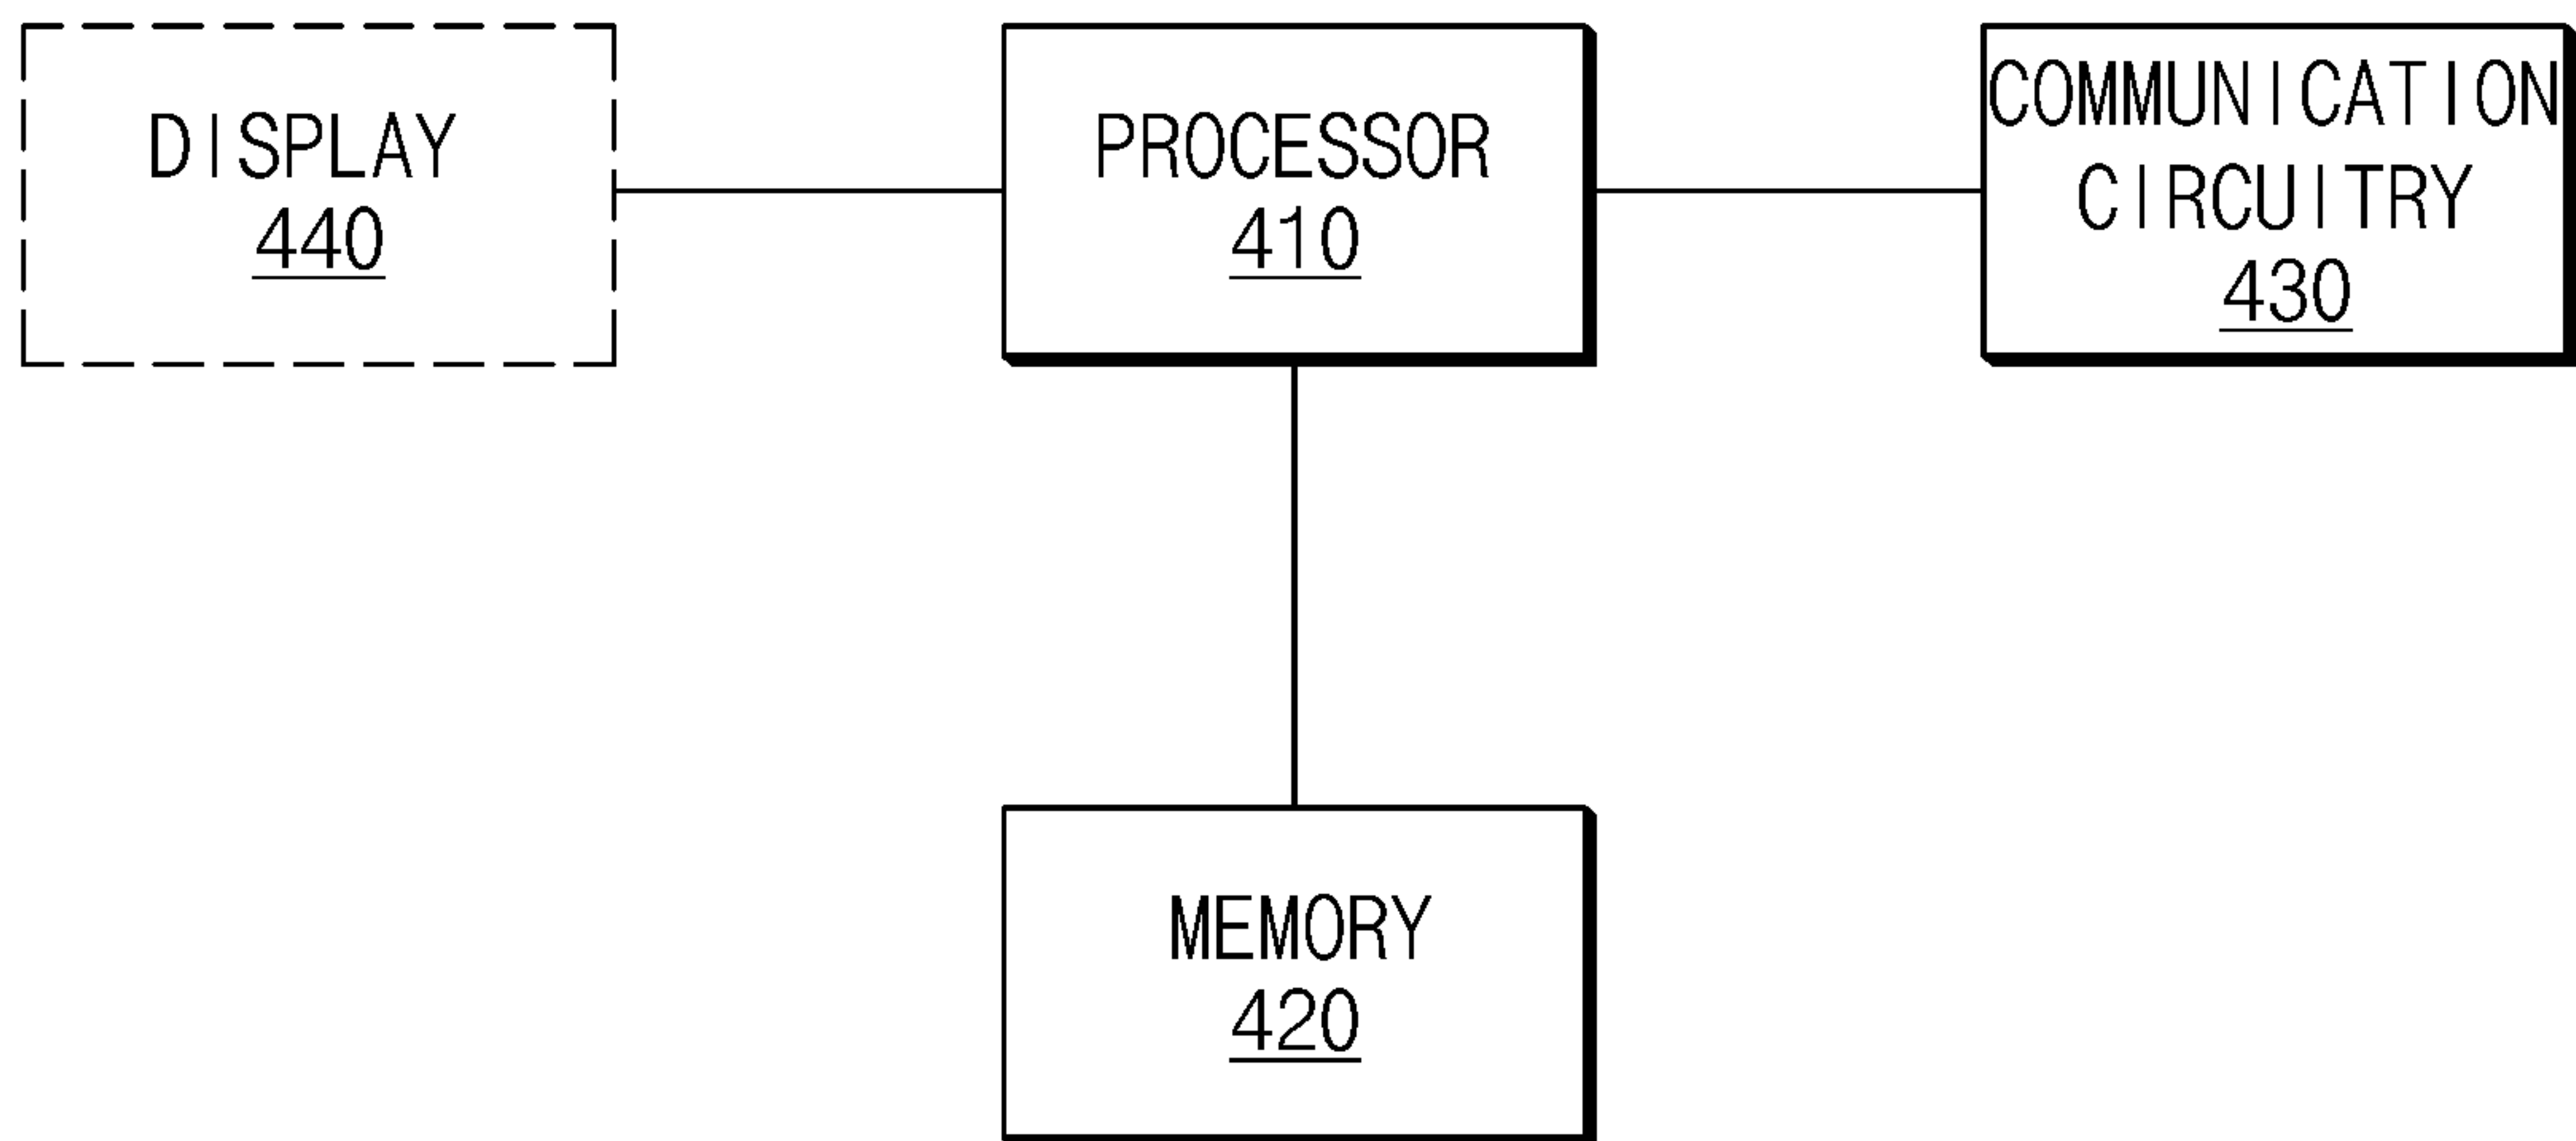 DISPLAY
440
PROCESSOR
410
COMMUNICATION
CIRCUITRY
430
MEMORY
420